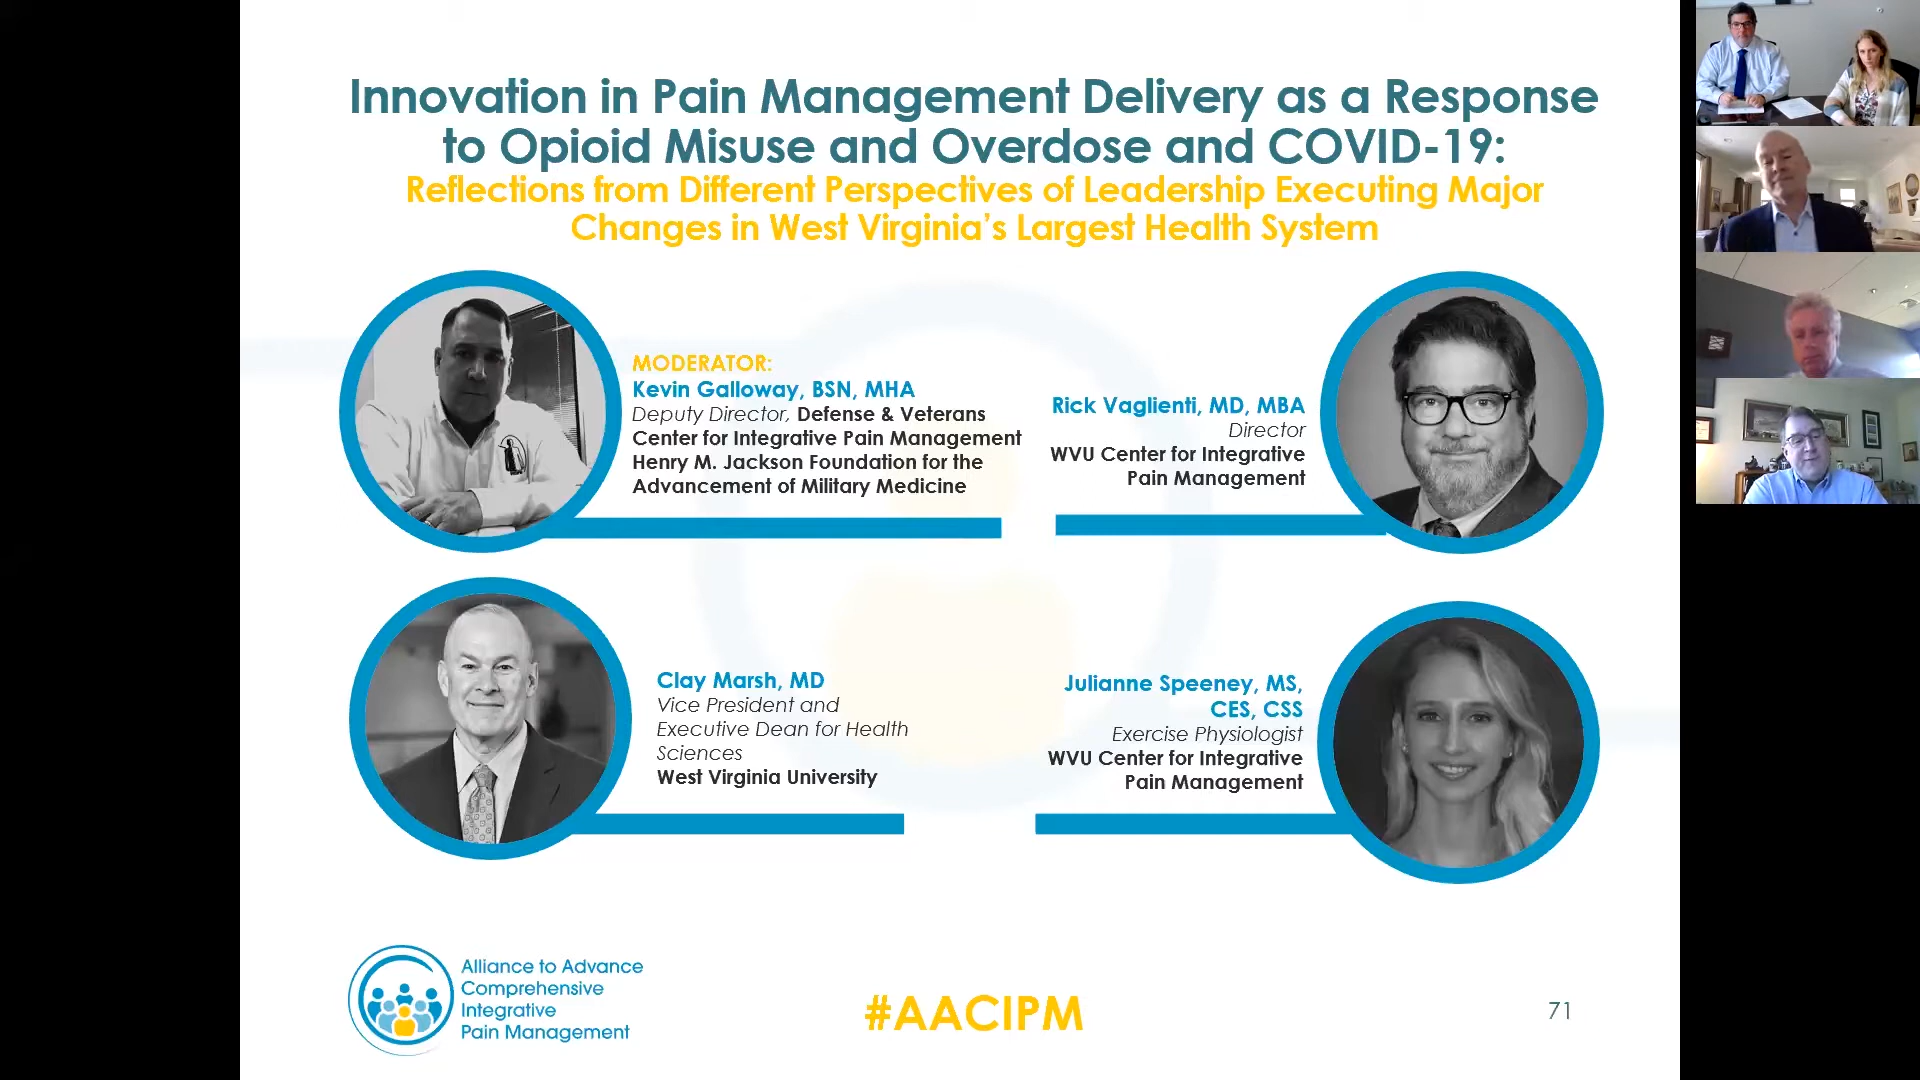 Innovation in Pain Management Delivery as a Response
to Opioid Misuse and Overdose and COVID-19:
Reflections from Different Perspectives of Leadership Executing Major
Changes in West Virginia’s Largest Health System
MODERATOR:
Kevin Galloway, BSN, MHA
Deputy Director, Defense & Veterans
Center for Integrative Pain Management
Henry M. Jackson Foundation for the
Advancement of Military Medicine
Rick Vaglienti, MD, MBA
Director
WVU Center for Integrative
Pain Management
Clay Marsh, MD
Vice President and
Executive Dean for Health
Sciences
West Virginia University
Julianne Speeney, MS,
CES, CSS
Exercise Physiologist
WVU Center for Integrative
Pain Management
Alliance to Advance
Comprehensive
Integrative
Pain Management
#AACIPM
71